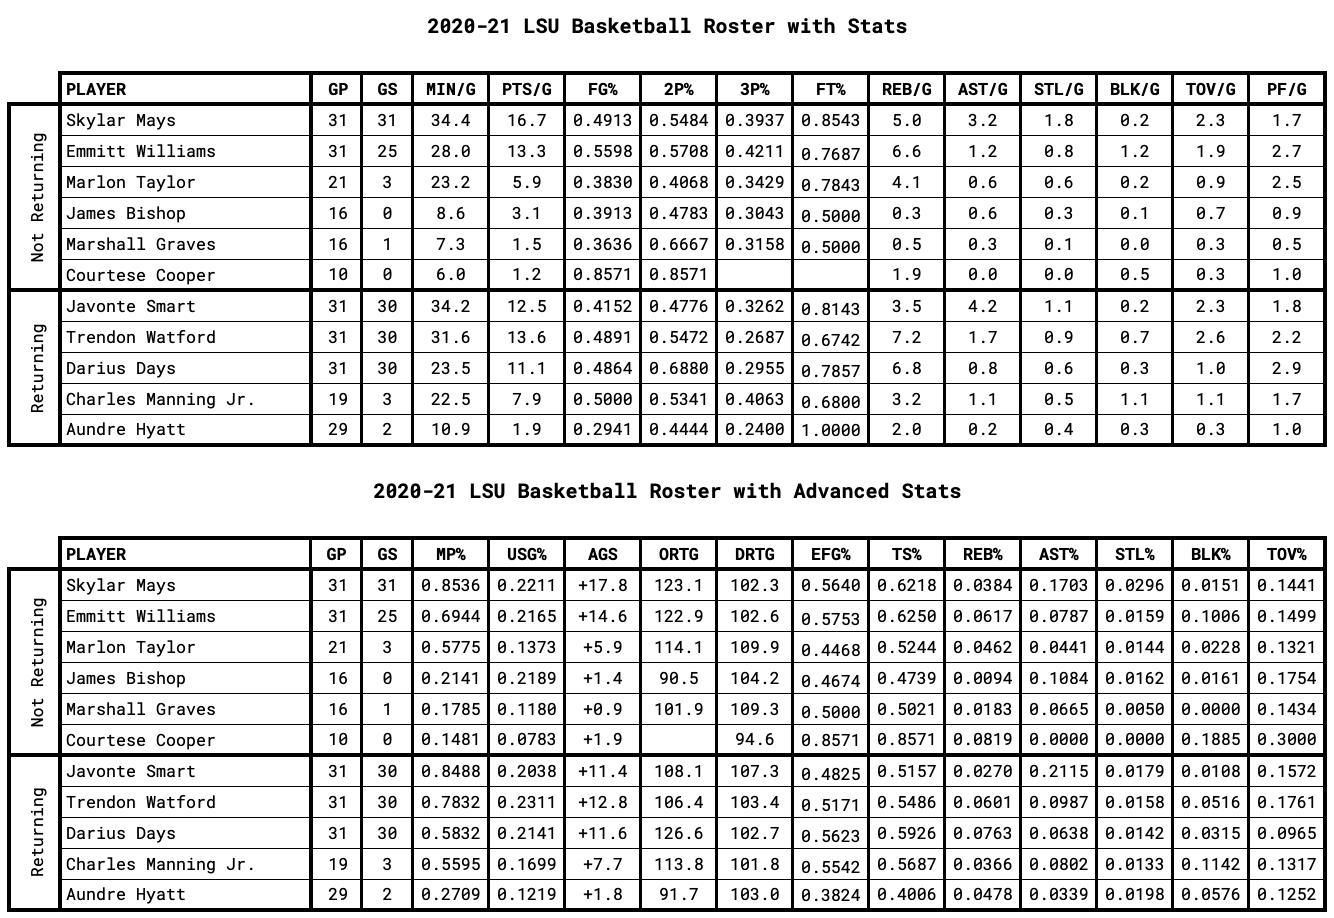 2020-21 LSU Basketball Roster with Stats
PLAYER GP GS MIN/G PTS/G FG% 2P% 3P% FT% REB/G AST/G STL/G BLK/G TOV/G PF/G
Not Returning
Skylar Mays 31 31 34.4 16.7 0.4913 0.5484 0.3937 0.8543 5.0 3.2 1.8 0.2 2.3 1.7
Emmitt Williams 31 25 28.0 13.3 0.5598 0.5708 0.4211 0.7687 6.6 1.2 0.8 1.2 1.9 2.7
Marlon Taylor 21 3 23.2 5.9 0.3830 0.4068 0.3429 0.7843 4.1 0.6 0.6 0.2 0.9 2.5
James Bishop 16 0 8.6 3.1 0.3913 0.4783 0.3043 0.5000 0.3 0.6 0.3 0.1 0.7 0.9
Marshall Graves 16 1 7.3 1.5 0.3636 0.6667 0.3158 0.5000 0.5 0.3 0.1 0.0 0.3 0.5
Courtese Cooper 10 0 6.0 1.2 0.8571 0.8571 1.9 0.0 0.0 0.5 0.3 1.0
Returning
Javonte Smart 31 30 34.2 12.5 0.4152 0.4776 0.3262 0.8143 3.5 4.2 1.1 0.2 2.3 1.8
Trendon Watford 31 30 31.6 13.6 0.4891 0.5472 0.2687 0.6742 7.2 1.7 0.9 0.7 2.6 2.2
Darius Days 31 30 23.5 11.1 0.4864 0.6880 0.2955 0.7857 6.8 0.8 0.6 0.3 1.0 2.9
Charles Manning Jr. 19 3 22.5 7.9 0.5000 0.5341 0.4063 0.6800 3.2 1.1 0.5 1.1 1.1 1.7
Aundre Hyatt 29 2 10.9 1.9 0.2941 0.4444 0.2400 1.0000 2.0 0.2 0.4 0.3 0.3 1.0
2020-21 LSU Basketball Roster with Advanced Stats
PLAYER GP GS MP% USG% AGS ORTG DRTG EFG% TS% REB% AST% STL% BLK% TOV%
Not Returning
Skylar Mays 31 31 0.8536 0.2211 +17.8 123.1 102.3 0.5640 0.6218 0.0384 0.1703 0.0296 0.0151 0.1441
Emmitt Williams 31 25 0.6944 0.2165 +14.6 122.9 102.6 0.5753 0.6250 0.0617 0.0787 0.0159 0.1006 0.1499
Marlon Taylor 21 3 0.5775 0.1373 +5.9 114.1 109.9 0.4468 0.5244 0.0462 0.0441 0.0144 0.0228 0.1321
James Bishop 16 0 0.2141 0.2189 +1.4 90.5 104.2 0.4674 0.4739 0.0094 0.1084 0.0162 0.0161 0.1754
Marshall Graves 16 1 0.1785 0.1180 +0.9 101.9 109.3 0.5000 0.5021 0.0183 0.0665 0.0050 0.0000 0.1434
Courtese Cooper 10 0 0.1481 0.0783 +1.9 94.6 0.8571 0.8571 0.0819 0.0000 0.0000 0.1885 0.3000
Returning
Javonte Smart 31 30 0.8488 0.2038 +11.4 108.1 107.3 0.4825 0.5157 0.0270 0.2115 0.0179 0.0108 0.1572
Trendon Watford 31 30 0.7832 0.2311 +12.8 106.4 103.4 0.5171 0.5486 0.0601 0.0987 0.0158 0.0516 0.1761
Darius Days 31 30 0.5832 0.2141 +11.6 126.6 102.7 0.5623 0.5926 0.0763 0.0638 0.0142 0.0315 0.0965
Charles Manning Jr. 19 3 0.5595 0.1699 +7.7 113.8 101.8 0.5542 0.5687 0.0366 0.0802 0.0133 0.1142 0.1317
Aundre Hyatt 29 2 0.2709 0.1219 +1.8 91.7 103.0 0.3824 0.4006 0.0478 0.0339 0.0198 0.0576 0.1252